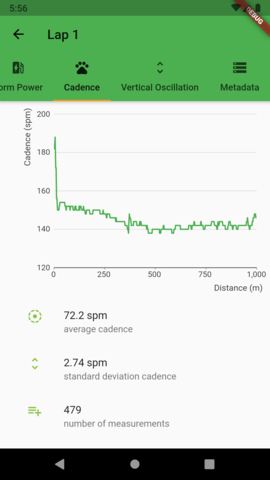 5:56
DEBUG
Lap 1
orm Power
Cadence
Vertical Oscillation
Metadata
Cadence (spm)
200
180
160
140
120
0
250
500
750
1,000
Distance (m)
72.2 spm
average cadence
2.74 spm
standard deviation cadence
479
number of measurements